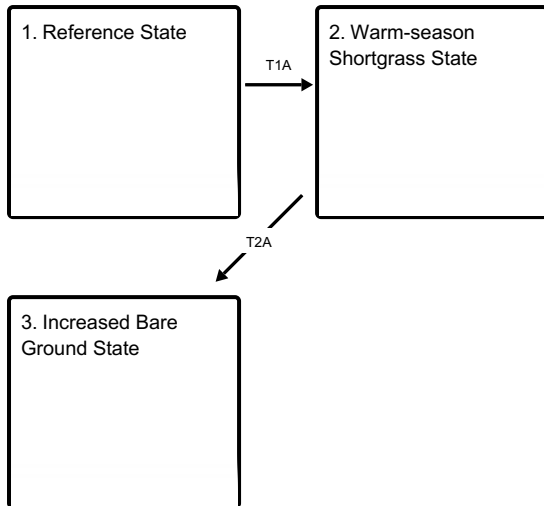 1. Reference State
T1A
2. Warm-season
Shortgrass State
T2A
3. Increased Bare
Ground State